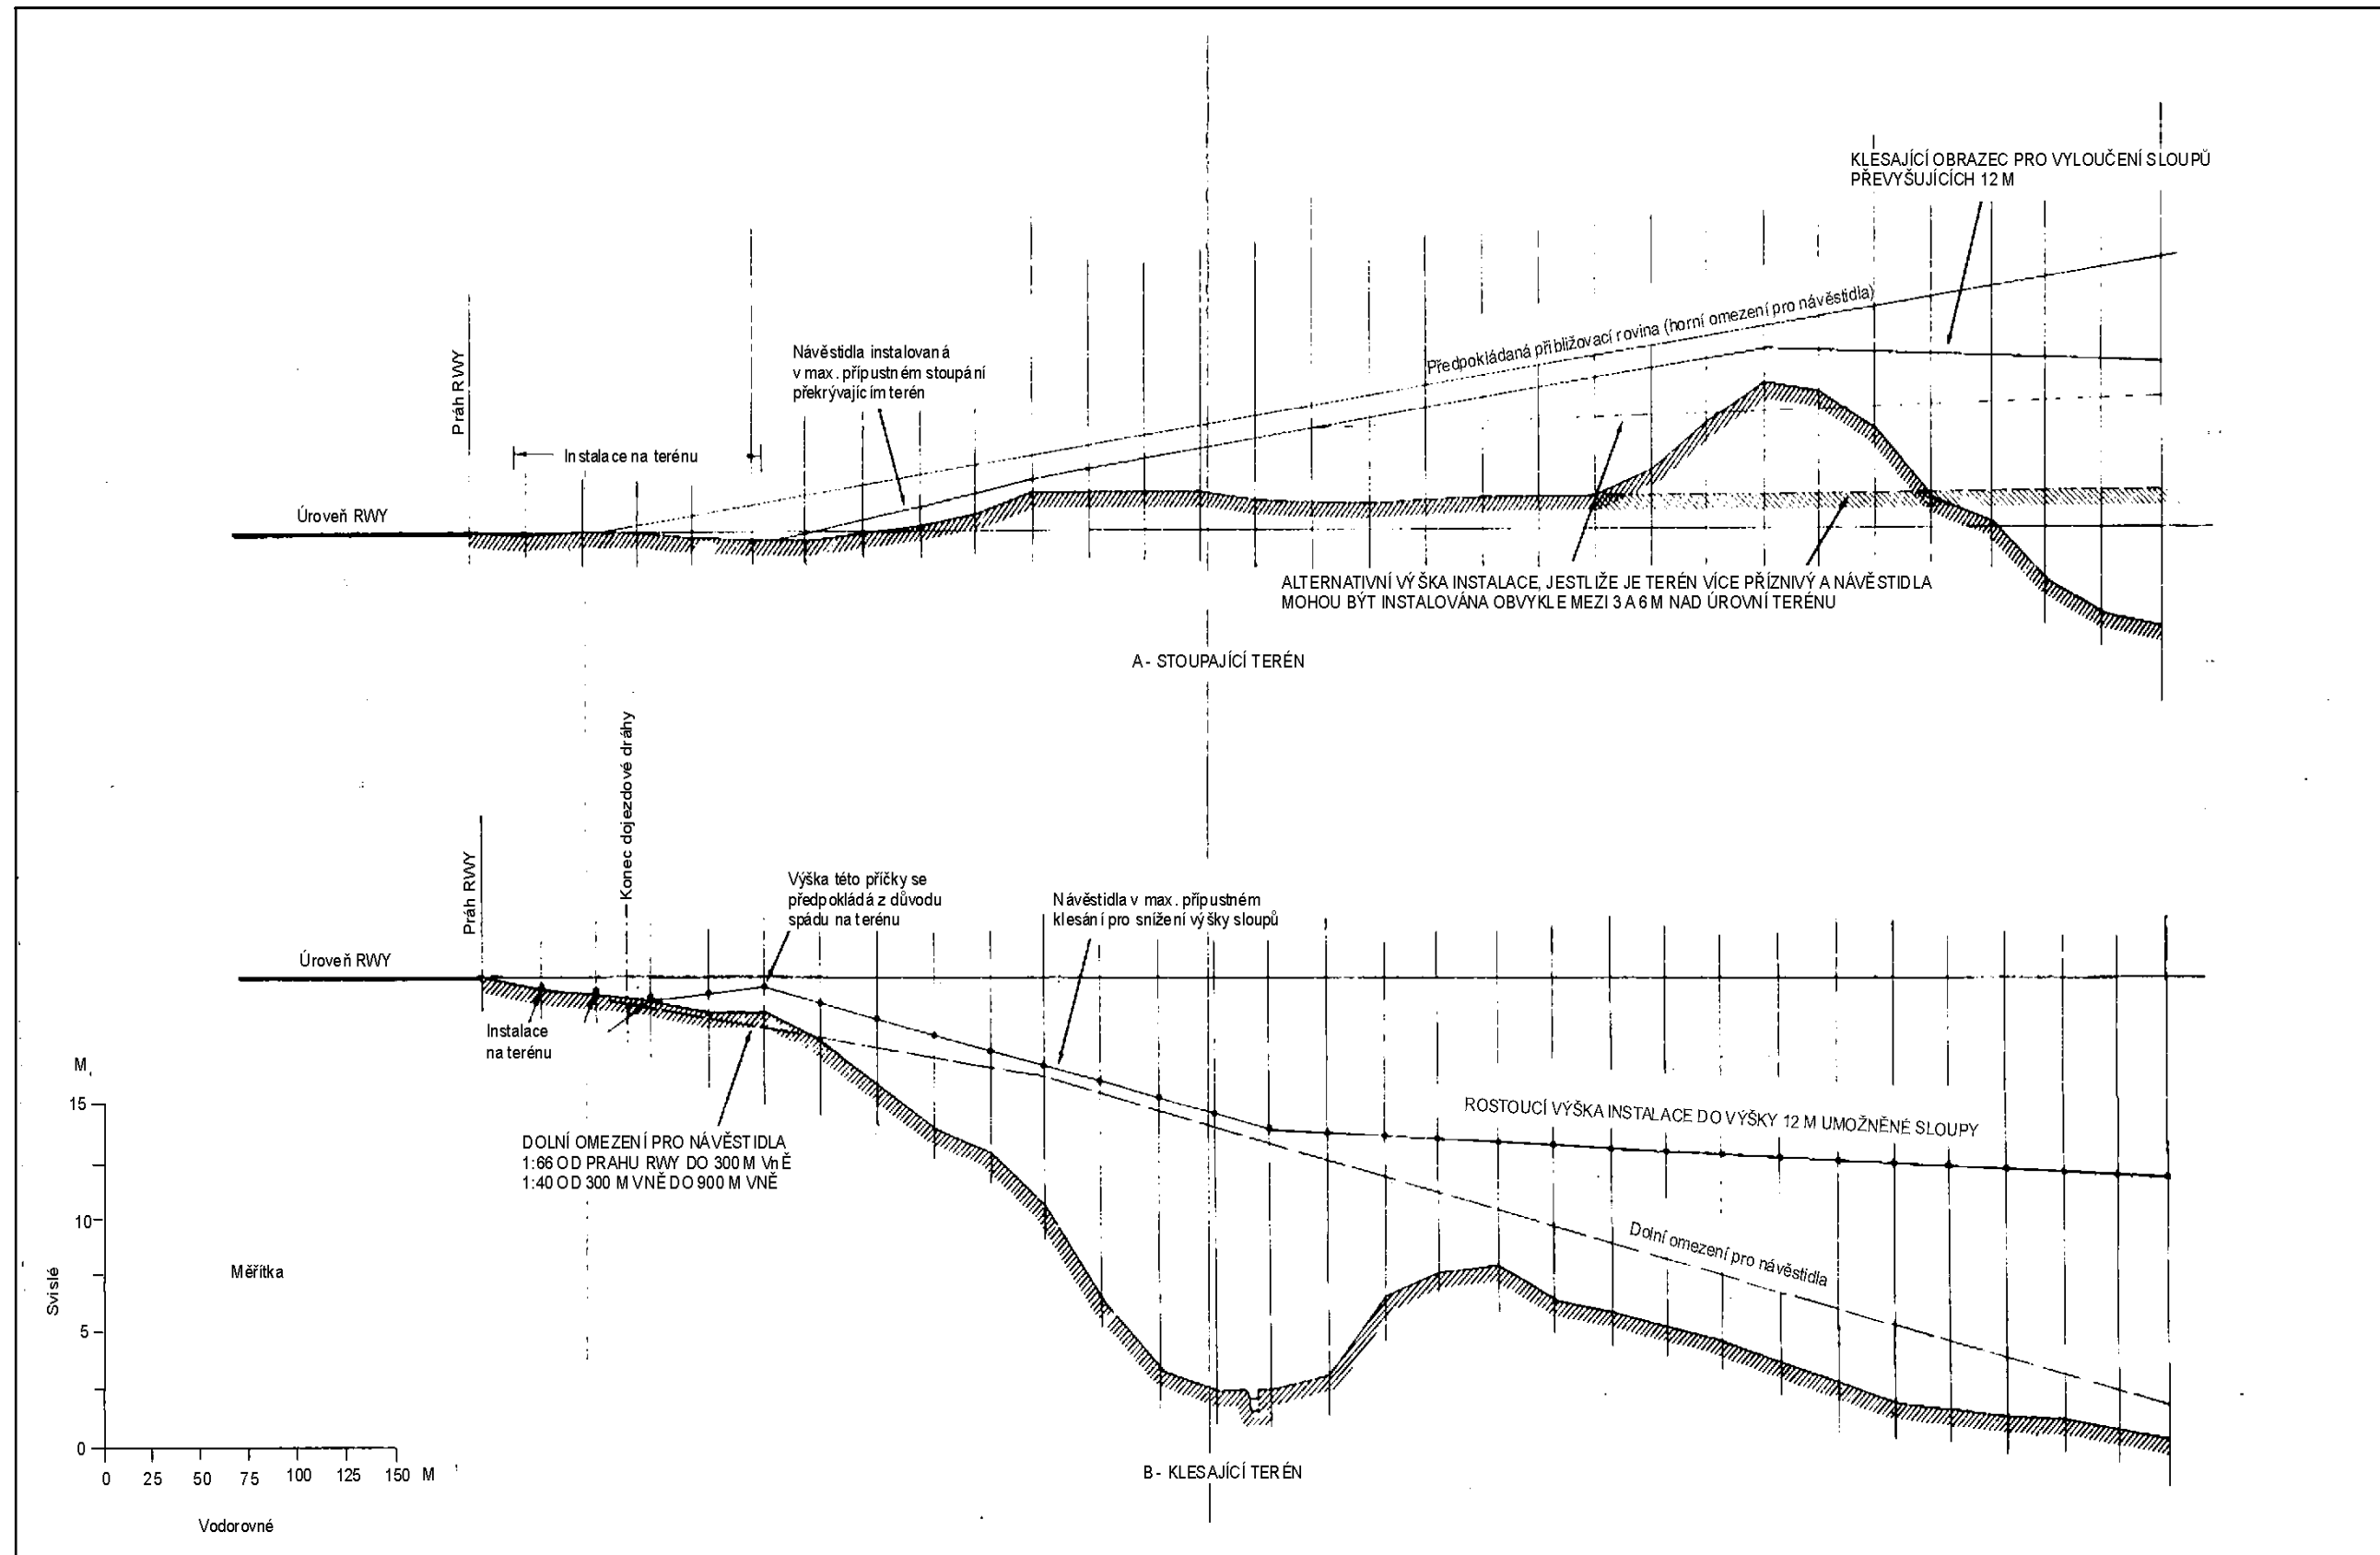 KLESAJÍCÍ OBRAZEC PRO VYLOUČENÍ SLOUPŮ
PŘEVYŠUJÍCÍCH 12 M
Předpokládaná přibližovací rovina (horní omezení pro návěstidla)
Práh RWY
Návěstidla instalovaná
v max. přípustném stoupání
překrývajícím terén
Instalace na terénu
Úroveň RWY
ALTERNATIVNÍ VÝŠKA INSTALACE, JESTLIŽE JE TERÉN VÍCE PŘÍZNIVÝ A NÁVĚSTIDLA
MOHOU BÝT INSTALOVÁNA OBVYKLE MEZI 3 A 6 M NAD ÚROVNÍ TERÉNU
A - STOUPAJÍCÍ TERÉN
Konec dojezdové dráhy
Práh RWY
Výška této příčky se
předpokládá z důvodu
spádu na terénu
Návěstidla v max. přípustném
klesání pro snížení výšky sloupů
Úroveň RWY
Instalace
na terénu
DOLNÍ OMEZENÍ PRO NÁVĚSTIDLA
1:66 OD PRAHU RWY DO 300 M VnĚ
1:40 OD 300 M VNĚ DO 900 M VNĚ
ROSTOUCÍ VÝŠKA INSTALACE DO VÝŠKY 12 M UMOŽNĚNÉ SLOUPY
Dolní omezení pro návěstidla
M
15
10
5
0
Svislé
Měřítka
0 25 50 75 100 125 150 M
Vodorovné
B - KLESAJÍCÍ TERÉN